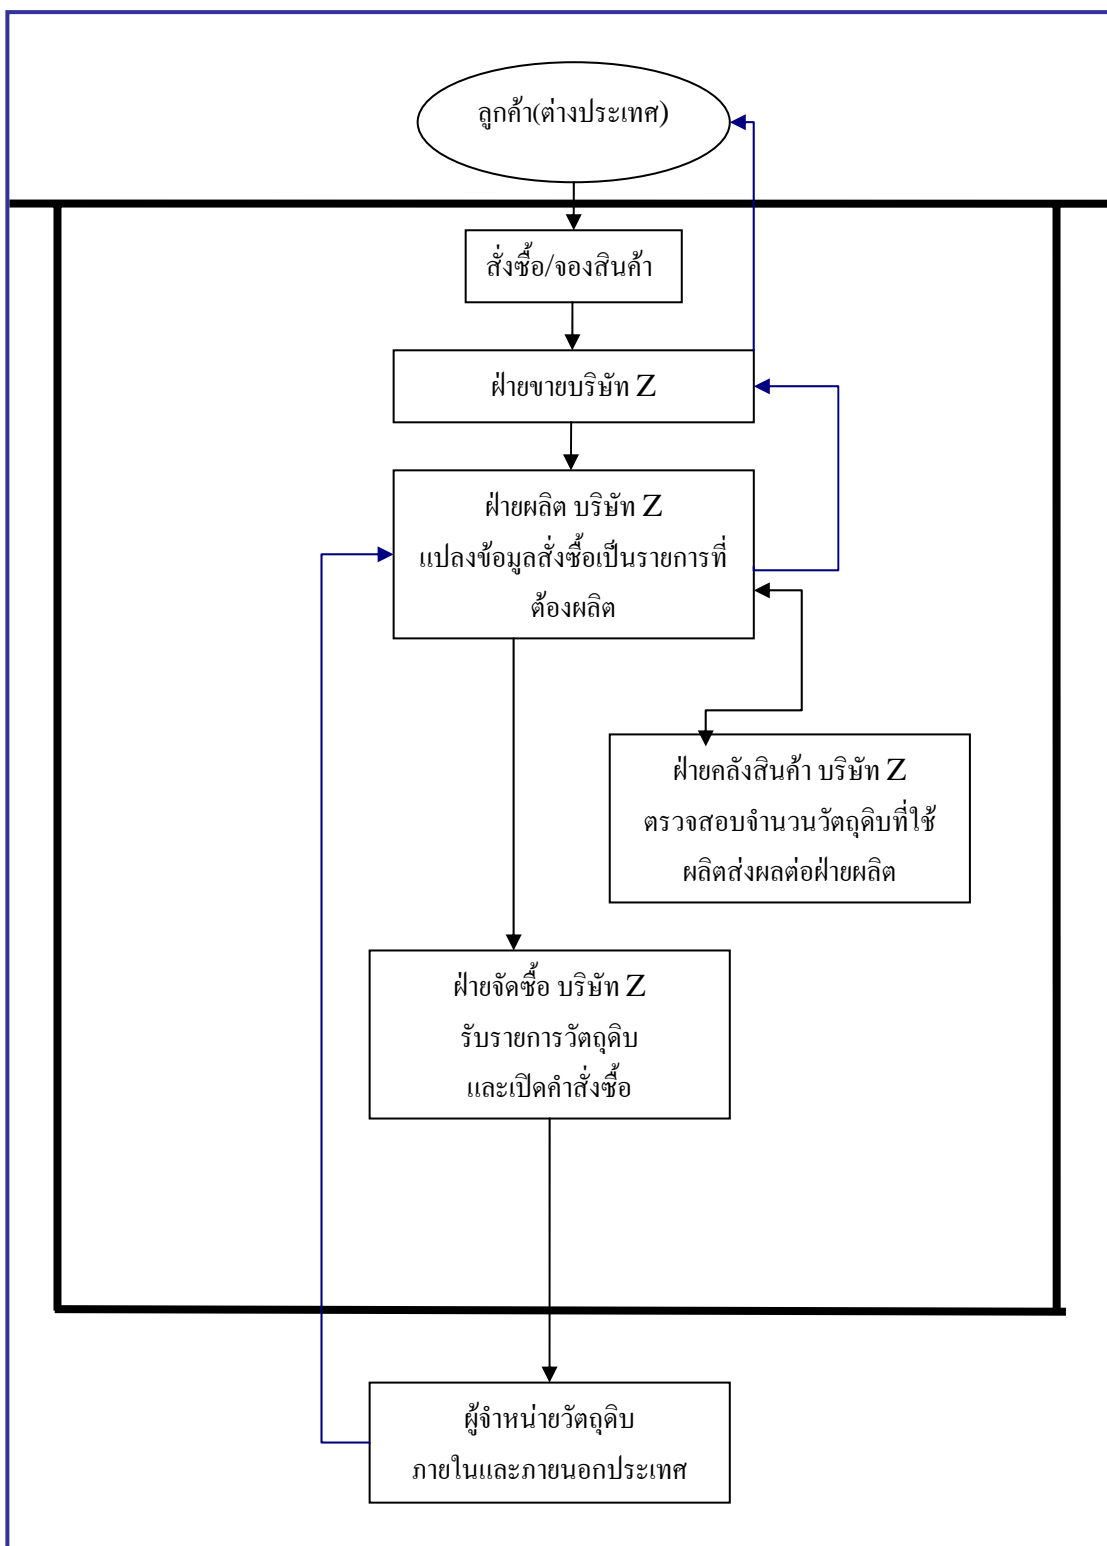 ลูกค้า(ต่างประเทศ)
สั่งซื้อ/จองสินค้า
ฝ่ายขายบริษัท Z
ฝ่ายผลิต บริษัท Z
แปลงข้อมูลสั่งซื้อเป็นรายการที่
ต้องผลิต
ฝ่ายคลังสินค้า บริษัท Z
ตรวจสอบจำนวนวัตถุดิบที่ใช้
ผลิตส่งผลต่อฝ่ายผลิต
ฝ่ายจัดซื้อ บริษัท Z
รับรายการวัตถุดิบ
และเปิดคำสั่งซื้อ
ผู้จำหน่ายวัตถุดิบ
ภายในและภายนอกประเทศ